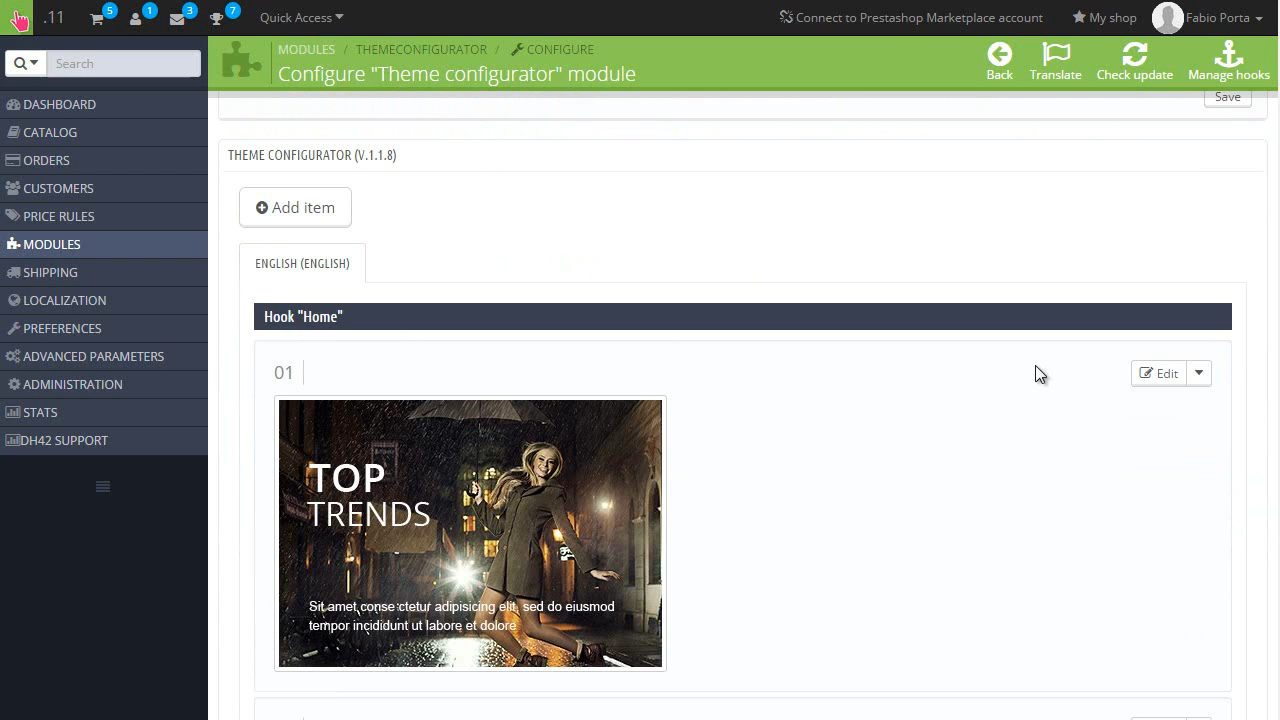 .11 5 1 3 7 Quick Access Connect to Prestashop Marketplace account My shop Fabio Porta
Search
MODULES / THEMECONFIGURATOR / CONFIGURE
Configure "Theme configurator" module
Back Translate Check update Manage hooks
DASHBOARD
CATALOG
ORDERS
CUSTOMERS
PRICE RULES
MODULES
SHIPPING
LOCALIZATION
PREFERENCES
ADVANCED PARAMETERS
ADMINISTRATION
STATS
DH42 SUPPORT
Save
THEME CONFIGURATOR (V.1.1.8)
Add item
ENGLISH (ENGLISH)
Hook "Home"
01 Edit
TOP
TRENDS
Sit amet conse ctetur adipisicing elit, sed do eiusmod
tempor incididunt ut labore et dolore